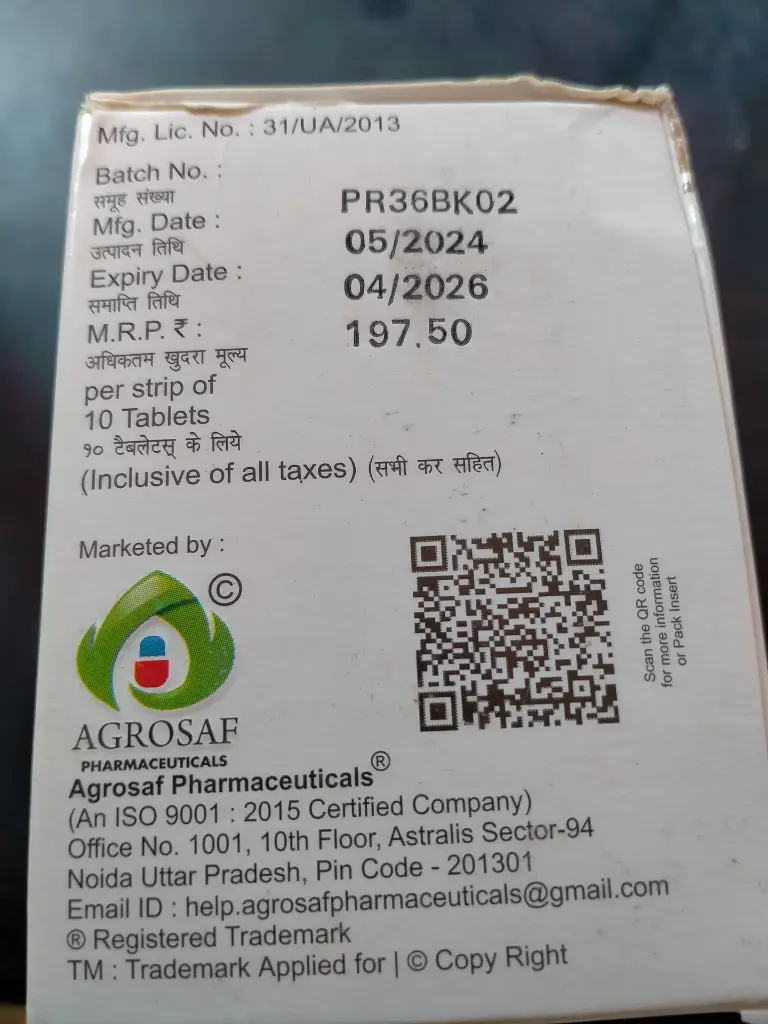 Mfg. Lic. No. : 31/UA/2013
Batch No. :
समूह संख्या
PR36BK02
Mfg. Date :
उत्पादन तिथि
05/2024
Expiry Date :
समाप्ति तिथि
04/2026
M.R.P. ₹ :
अधिकतम खुदरा मूल्य
197.50
per strip of
10 Tablets
१० टैबलेटस् के लिये
(Inclusive of all taxes) (सभी कर सहित)
Marketed by :
©
AGROSAF
PHARMACEUTICALS
Scan the QR code
for more information
or Pack Insert
Agrosaf Pharmaceuticals®
(An ISO 9001 : 2015 Certified Company)
Office No. 1001, 10th Floor, Astralis Sector-94
Noida Uttar Pradesh, Pin Code - 201301
Email ID : help.agrosafpharmaceuticals@gmail.com
® Registered Trademark
TM : Trademark Applied for | © Copy Right